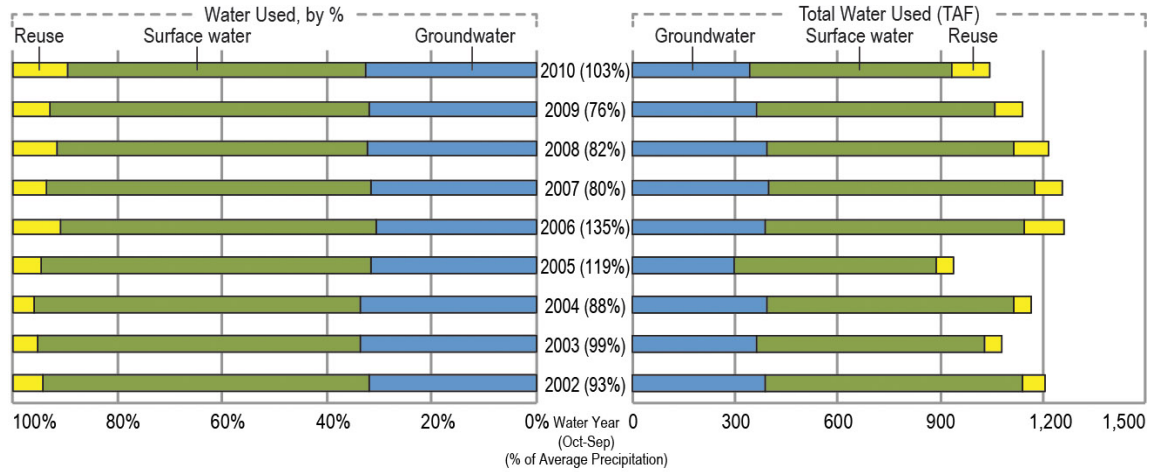 Water Used, by %
Total Water Used (TAF)
Reuse Surface water Groundwater
Groundwater Surface water Reuse
2010 (103%)
2009 (76%)
2008 (82%)
2007 (80%)
2006 (135%)
2005 (119%)
2004 (88%)
2003 (99%)
2002 (93%)
100% 80% 60% 40% 20% 0%
Water Year
(Oct-Sep)
(% of Average Precipitation)
0 300 600 900 1,200 1,500